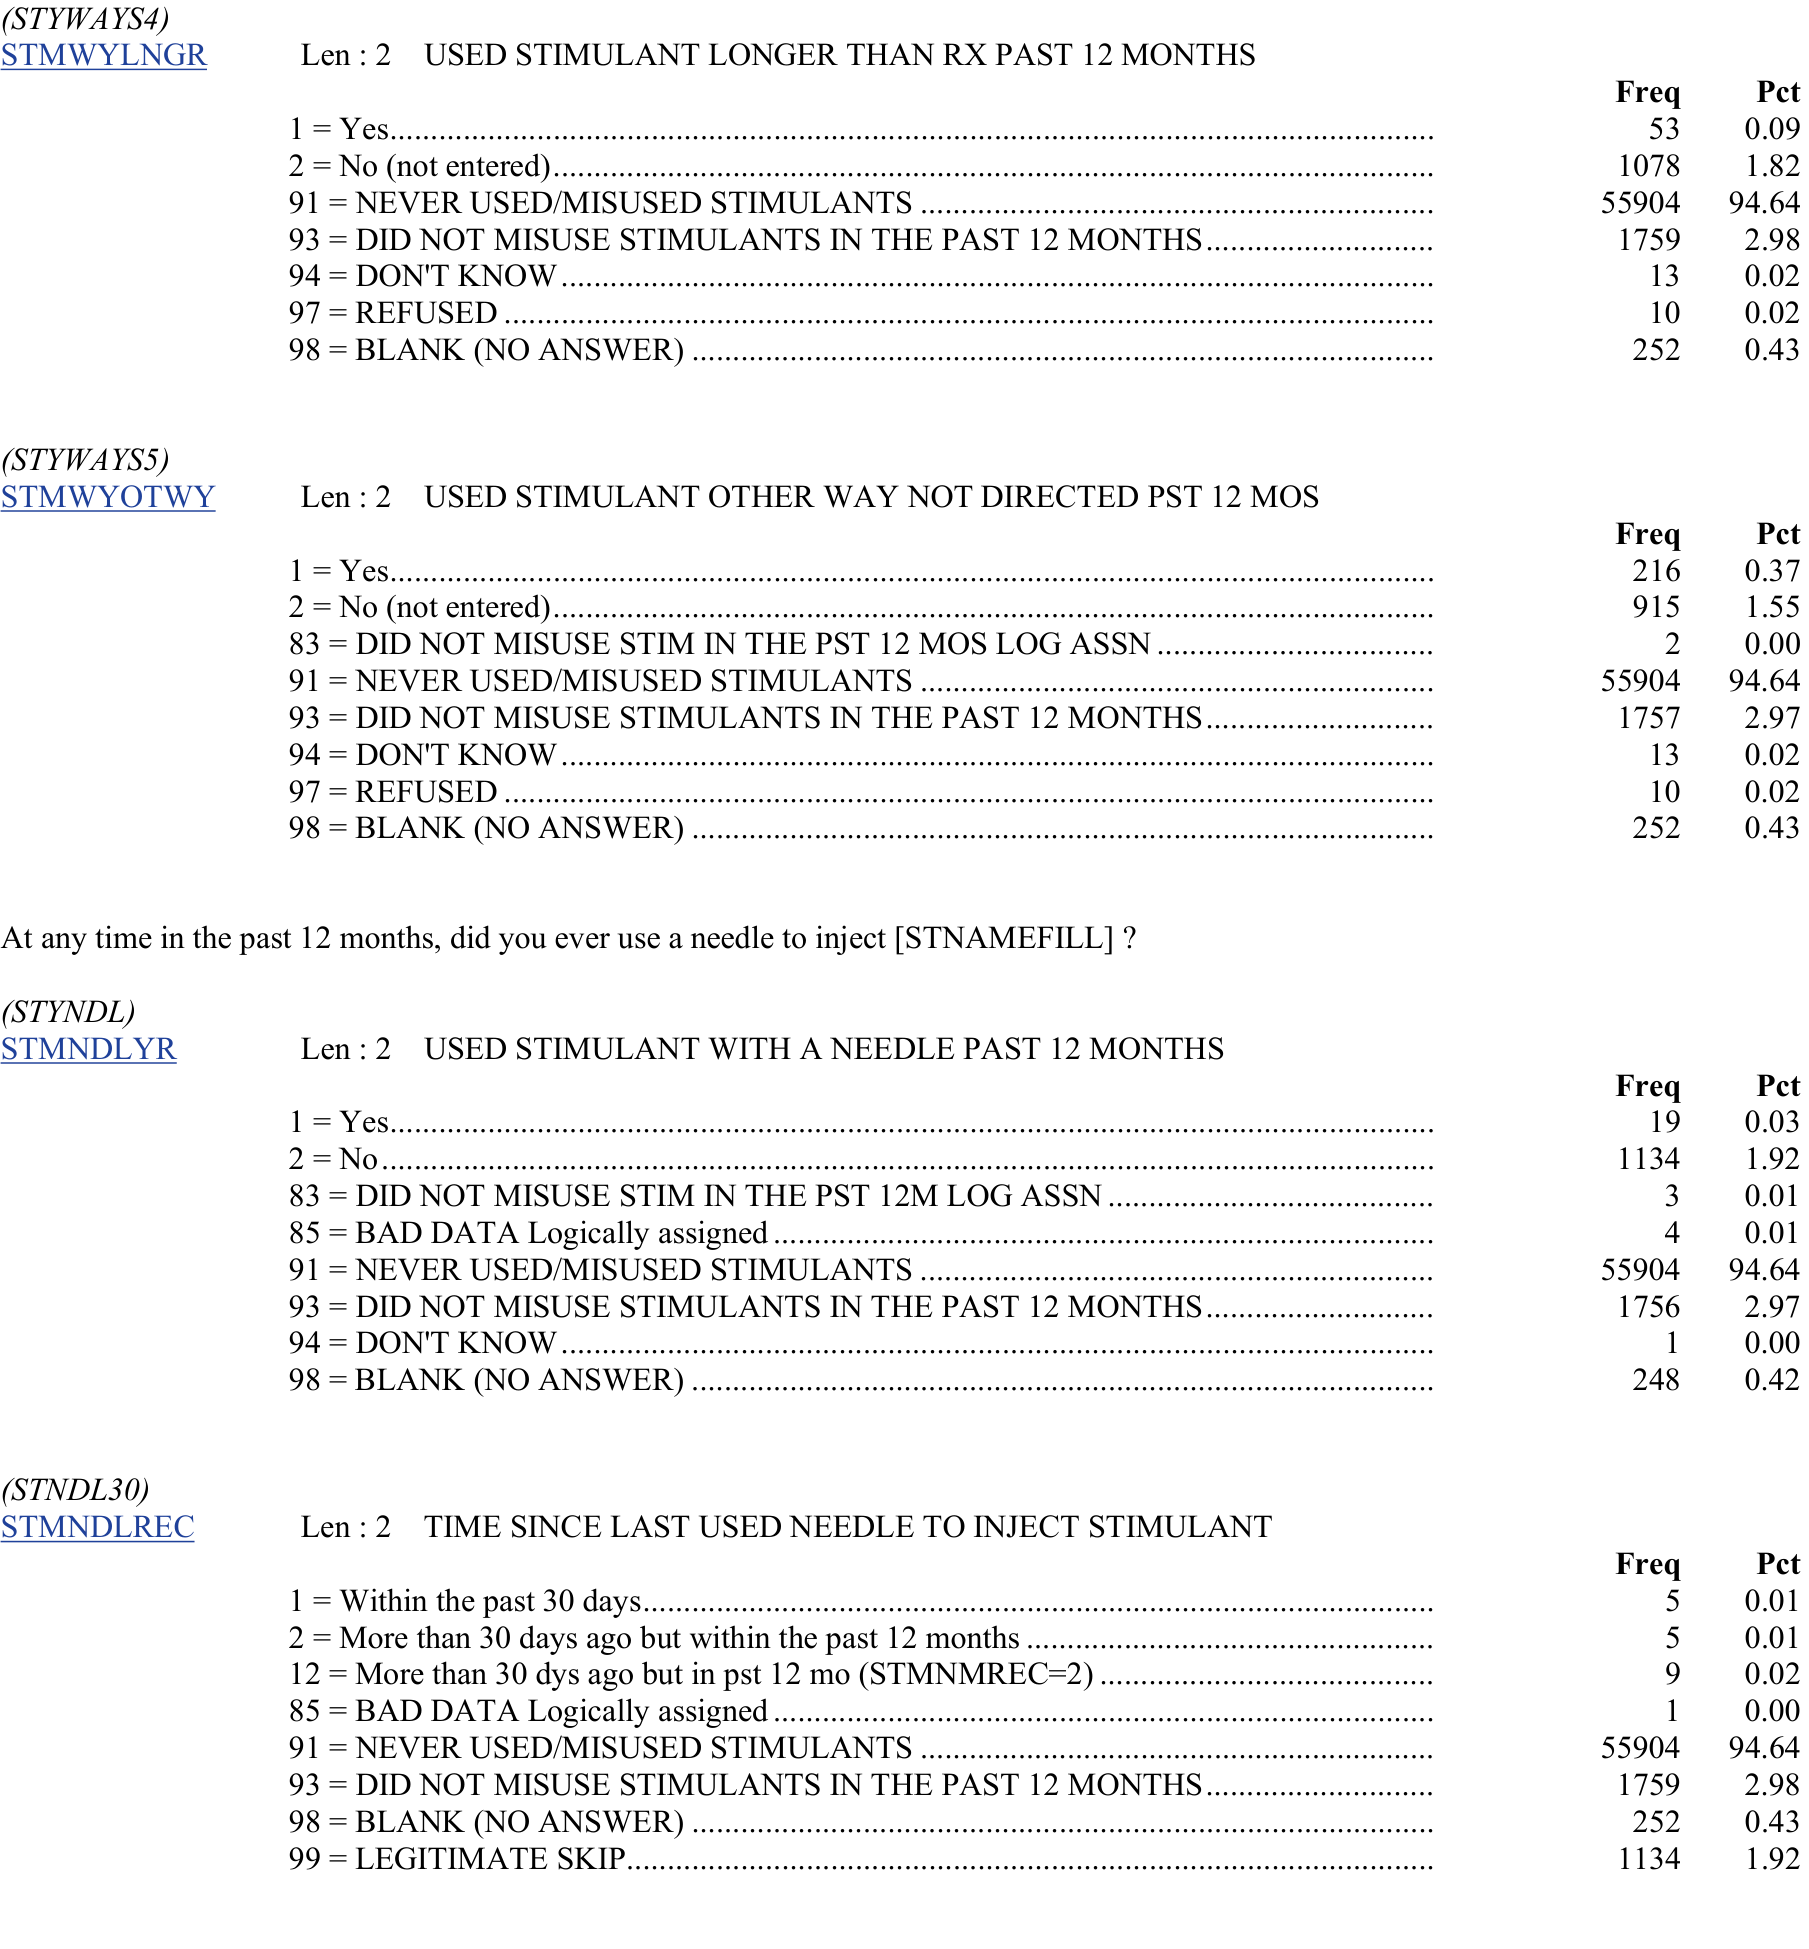 (STYWAYS4)
STMWYLNGR Len : 2 USED STIMULANT LONGER THAN RX PAST 12 MONTHS
Freq Pct
1 = Yes 53 0.09
2 = No (not entered) 1078 1.82
91 = NEVER USED/MISUSED STIMULANTS 55904 94.64
93 = DID NOT MISUSE STIMULANTS IN THE PAST 12 MONTHS 1759 2.98
94 = DON'T KNOW 13 0.02
97 = REFUSED 10 0.02
98 = BLANK (NO ANSWER) 252 0.43
(STYWAYS5)
STMWYOTWY Len : 2 USED STIMULANT OTHER WAY NOT DIRECTED PST 12 MOS
Freq Pct
1 = Yes 216 0.37
2 = No (not entered) 915 1.55
83 = DID NOT MISUSE STIM IN THE PST 12 MOS LOG ASSN 2 0.00
91 = NEVER USED/MISUSED STIMULANTS 55904 94.64
93 = DID NOT MISUSE STIMULANTS IN THE PAST 12 MONTHS 1757 2.97
94 = DON'T KNOW 13 0.02
97 = REFUSED 10 0.02
98 = BLANK (NO ANSWER) 252 0.43
At any time in the past 12 months, did you ever use a needle to inject [STNAMEFILL] ?
(STYNDL)
STMNDLYR Len : 2 USED STIMULANT WITH A NEEDLE PAST 12 MONTHS
Freq Pct
1 = Yes 19 0.03
2 = No 1134 1.92
83 = DID NOT MISUSE STIM IN THE PST 12M LOG ASSN 3 0.01
85 = BAD DATA Logically assigned 4 0.01
91 = NEVER USED/MISUSED STIMULANTS 55904 94.64
93 = DID NOT MISUSE STIMULANTS IN THE PAST 12 MONTHS 1756 2.97
94 = DON'T KNOW 1 0.00
98 = BLANK (NO ANSWER) 248 0.42
(STNDL30)
STMNDLREC Len : 2 TIME SINCE LAST USED NEEDLE TO INJECT STIMULANT
Freq Pct
1 = Within the past 30 days 5 0.01
2 = More than 30 days ago but within the past 12 months 5 0.01
12 = More than 30 dys ago but in pst 12 mo (STMNMREC=2) 9 0.02
85 = BAD DATA Logically assigned 1 0.00
91 = NEVER USED/MISUSED STIMULANTS 55904 94.64
93 = DID NOT MISUSE STIMULANTS IN THE PAST 12 MONTHS 1759 2.98
98 = BLANK (NO ANSWER) 252 0.43
99 = LEGITIMATE SKIP 1134 1.92